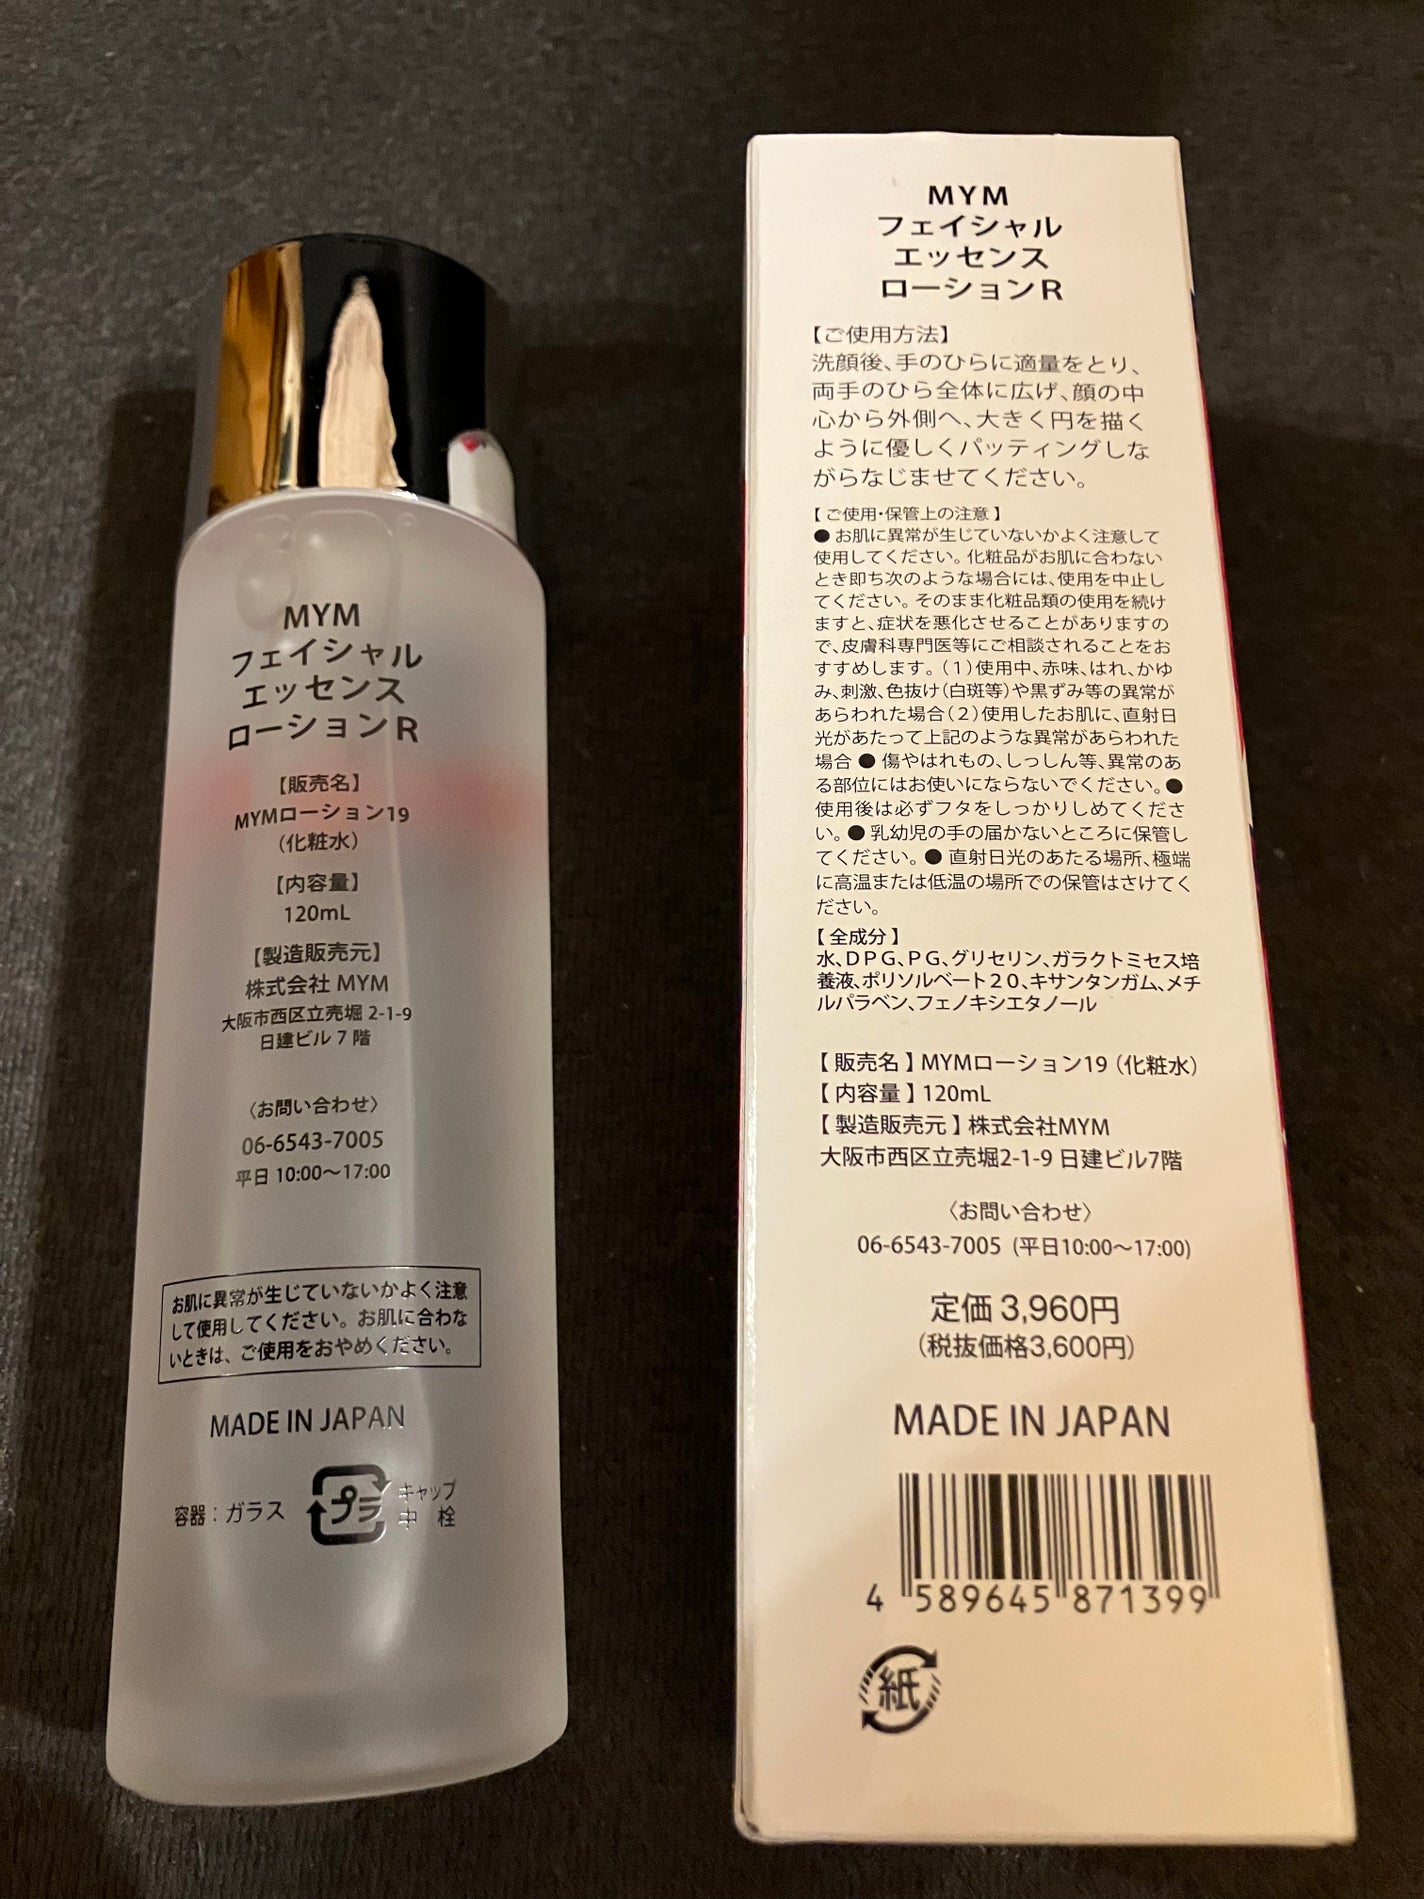 MYM
フェイシャル
エッセンス
ローションR
【販売名】
MYMローション19
（化粧水）
【内容量】
120mL
【製造販売元】
株式会社 MYM
大阪市西区立売堀 2-1-9
日建ビル 7 階
〈お問い合わせ〉
06-6543-7005
平日 10:00～17:00
お肌に異常が生じていないかよく注意
して使用してください。お肌に合わな
いときは、ご使用をおやめください。
MADE IN JAPAN
容器：ガラス
プラ
キャップ
中 栓
MYM
フェイシャル
エッセンス
ローションR
【ご使用方法】
洗顔後、手のひらに適量をとり、
両手のひら全体に広げ、顔の中
心から外側へ、大きく円を描く
ように優しくパッティングしな
がらなじませてください。
【ご使用・保管上の注意】
● お肌に異常が生じていないかよく注意して
使用してください。化粧品がお肌に合わない
とき即ち次のような場合には、使用を中止し
てください。そのまま化粧品類の使用を続け
ますと、症状を悪化させることがありますの
で、皮膚科専門医等にご相談されることをお
すすめします。（1）使用中、赤味、はれ、かゆ
み、刺激、色抜け（白斑等）や黒ずみ等の異常が
あらわれた場合（2）使用したお肌に、直射日
光があたって上記のような異常があらわれた
場合 ● 傷やはれもの、しっしん等、異常のあ
る部位にはお使いにならないでください。●
使用後は必ずフタをしっかりしめてくださ
い。● 乳幼児の手の届かないところに保管し
てください。● 直射日光のあたる場所、極端
に高温または低温の場所での保管はさけてく
ださい。
【全成分】
水、DPG、PG、グリセリン、ガラクトミセス培
養液、ポリソルベート20、キサンタンガム、メチ
ルパラベン、フェノキシエタノール
【販売名】MYMローション19（化粧水）
【内容量】120mL
【製造販売元】株式会社MYM
大阪市西区立売堀2-1-9 日建ビル7階
〈お問い合わせ〉
06-6543-7005（平日10:00～17:00）
定価 3,960円
（税抜価格3,600円）
MADE IN JAPAN
4 589645 871399
紙